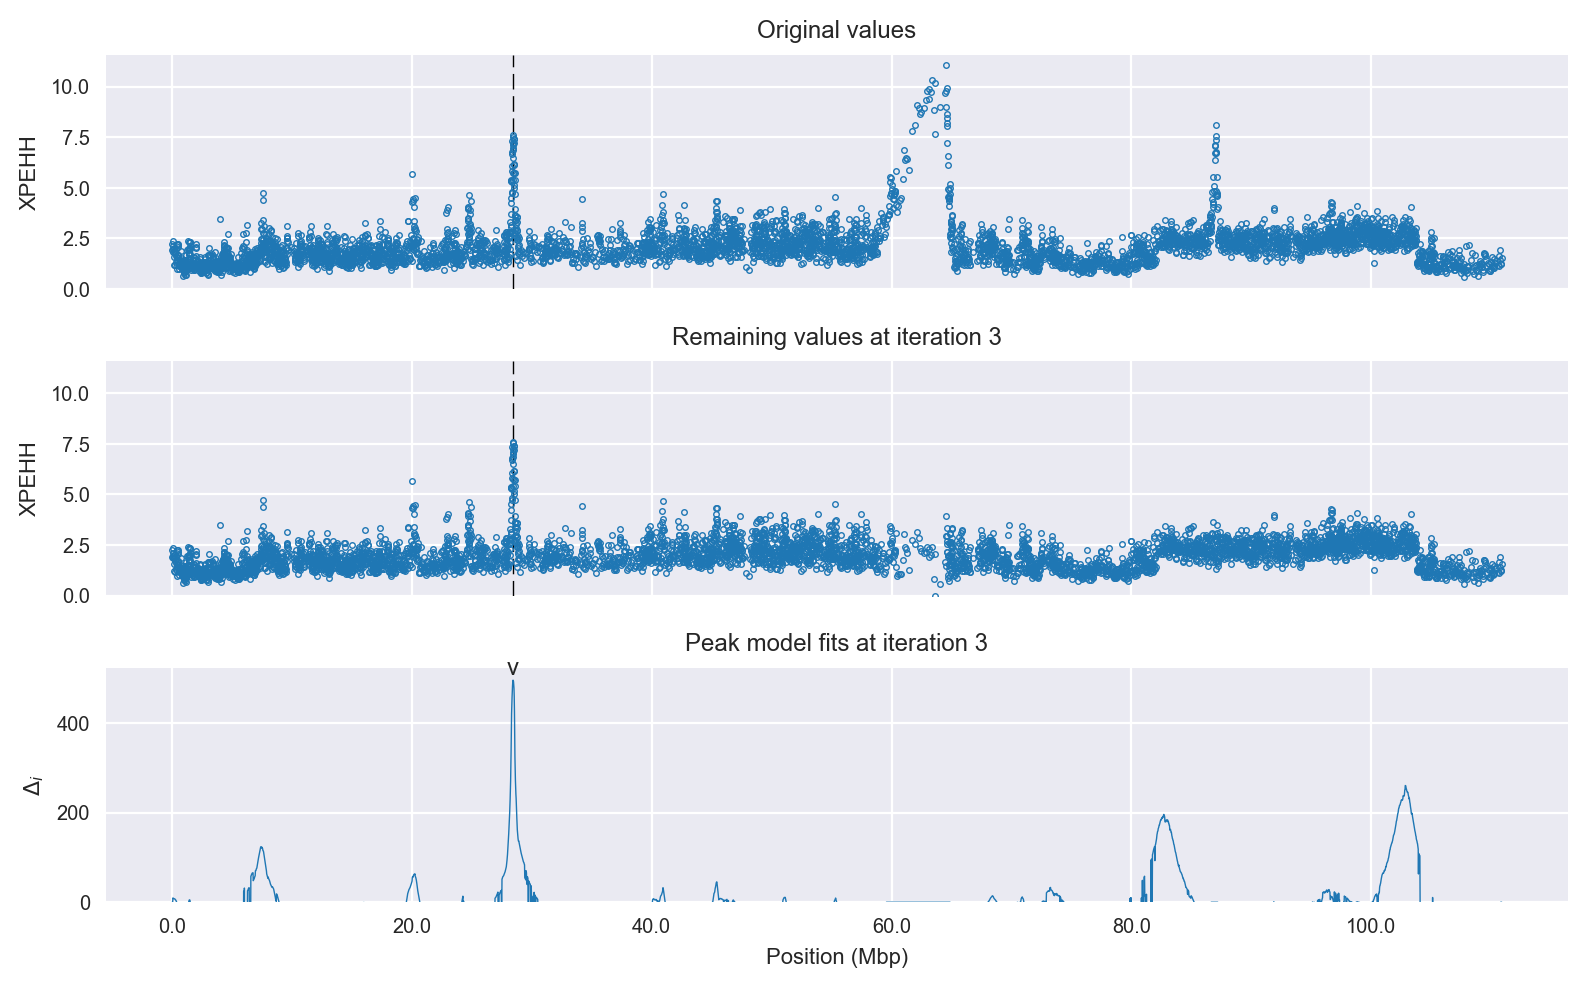 Original values
XPEHH
10.0
7.5
5.0
2.5
0.0
Remaining values at iteration 3
XPEHH
10.0
7.5
5.0
2.5
0.0
Peak model fits at iteration 3
v
Δi
400
200
0
0.0 20.0 40.0 60.0 80.0 100.0
Position (Mbp)